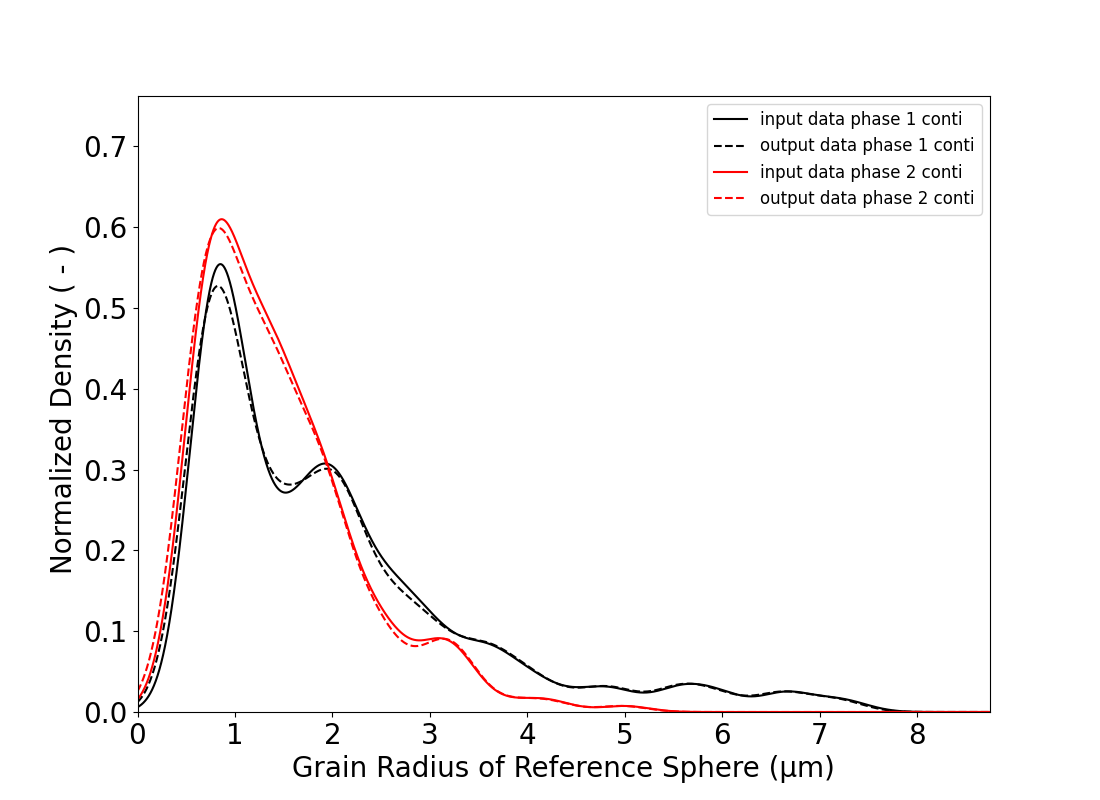 input data phase 1 conti
output data phase 1 conti
input data phase 2 conti
output data phase 2 conti
Normalized Density ( - )
0.7
0.6
0.5
0.4
0.3
0.2
0.1
0.0
0 1 2 3 4 5 6 7 8
Grain Radius of Reference Sphere (μm)